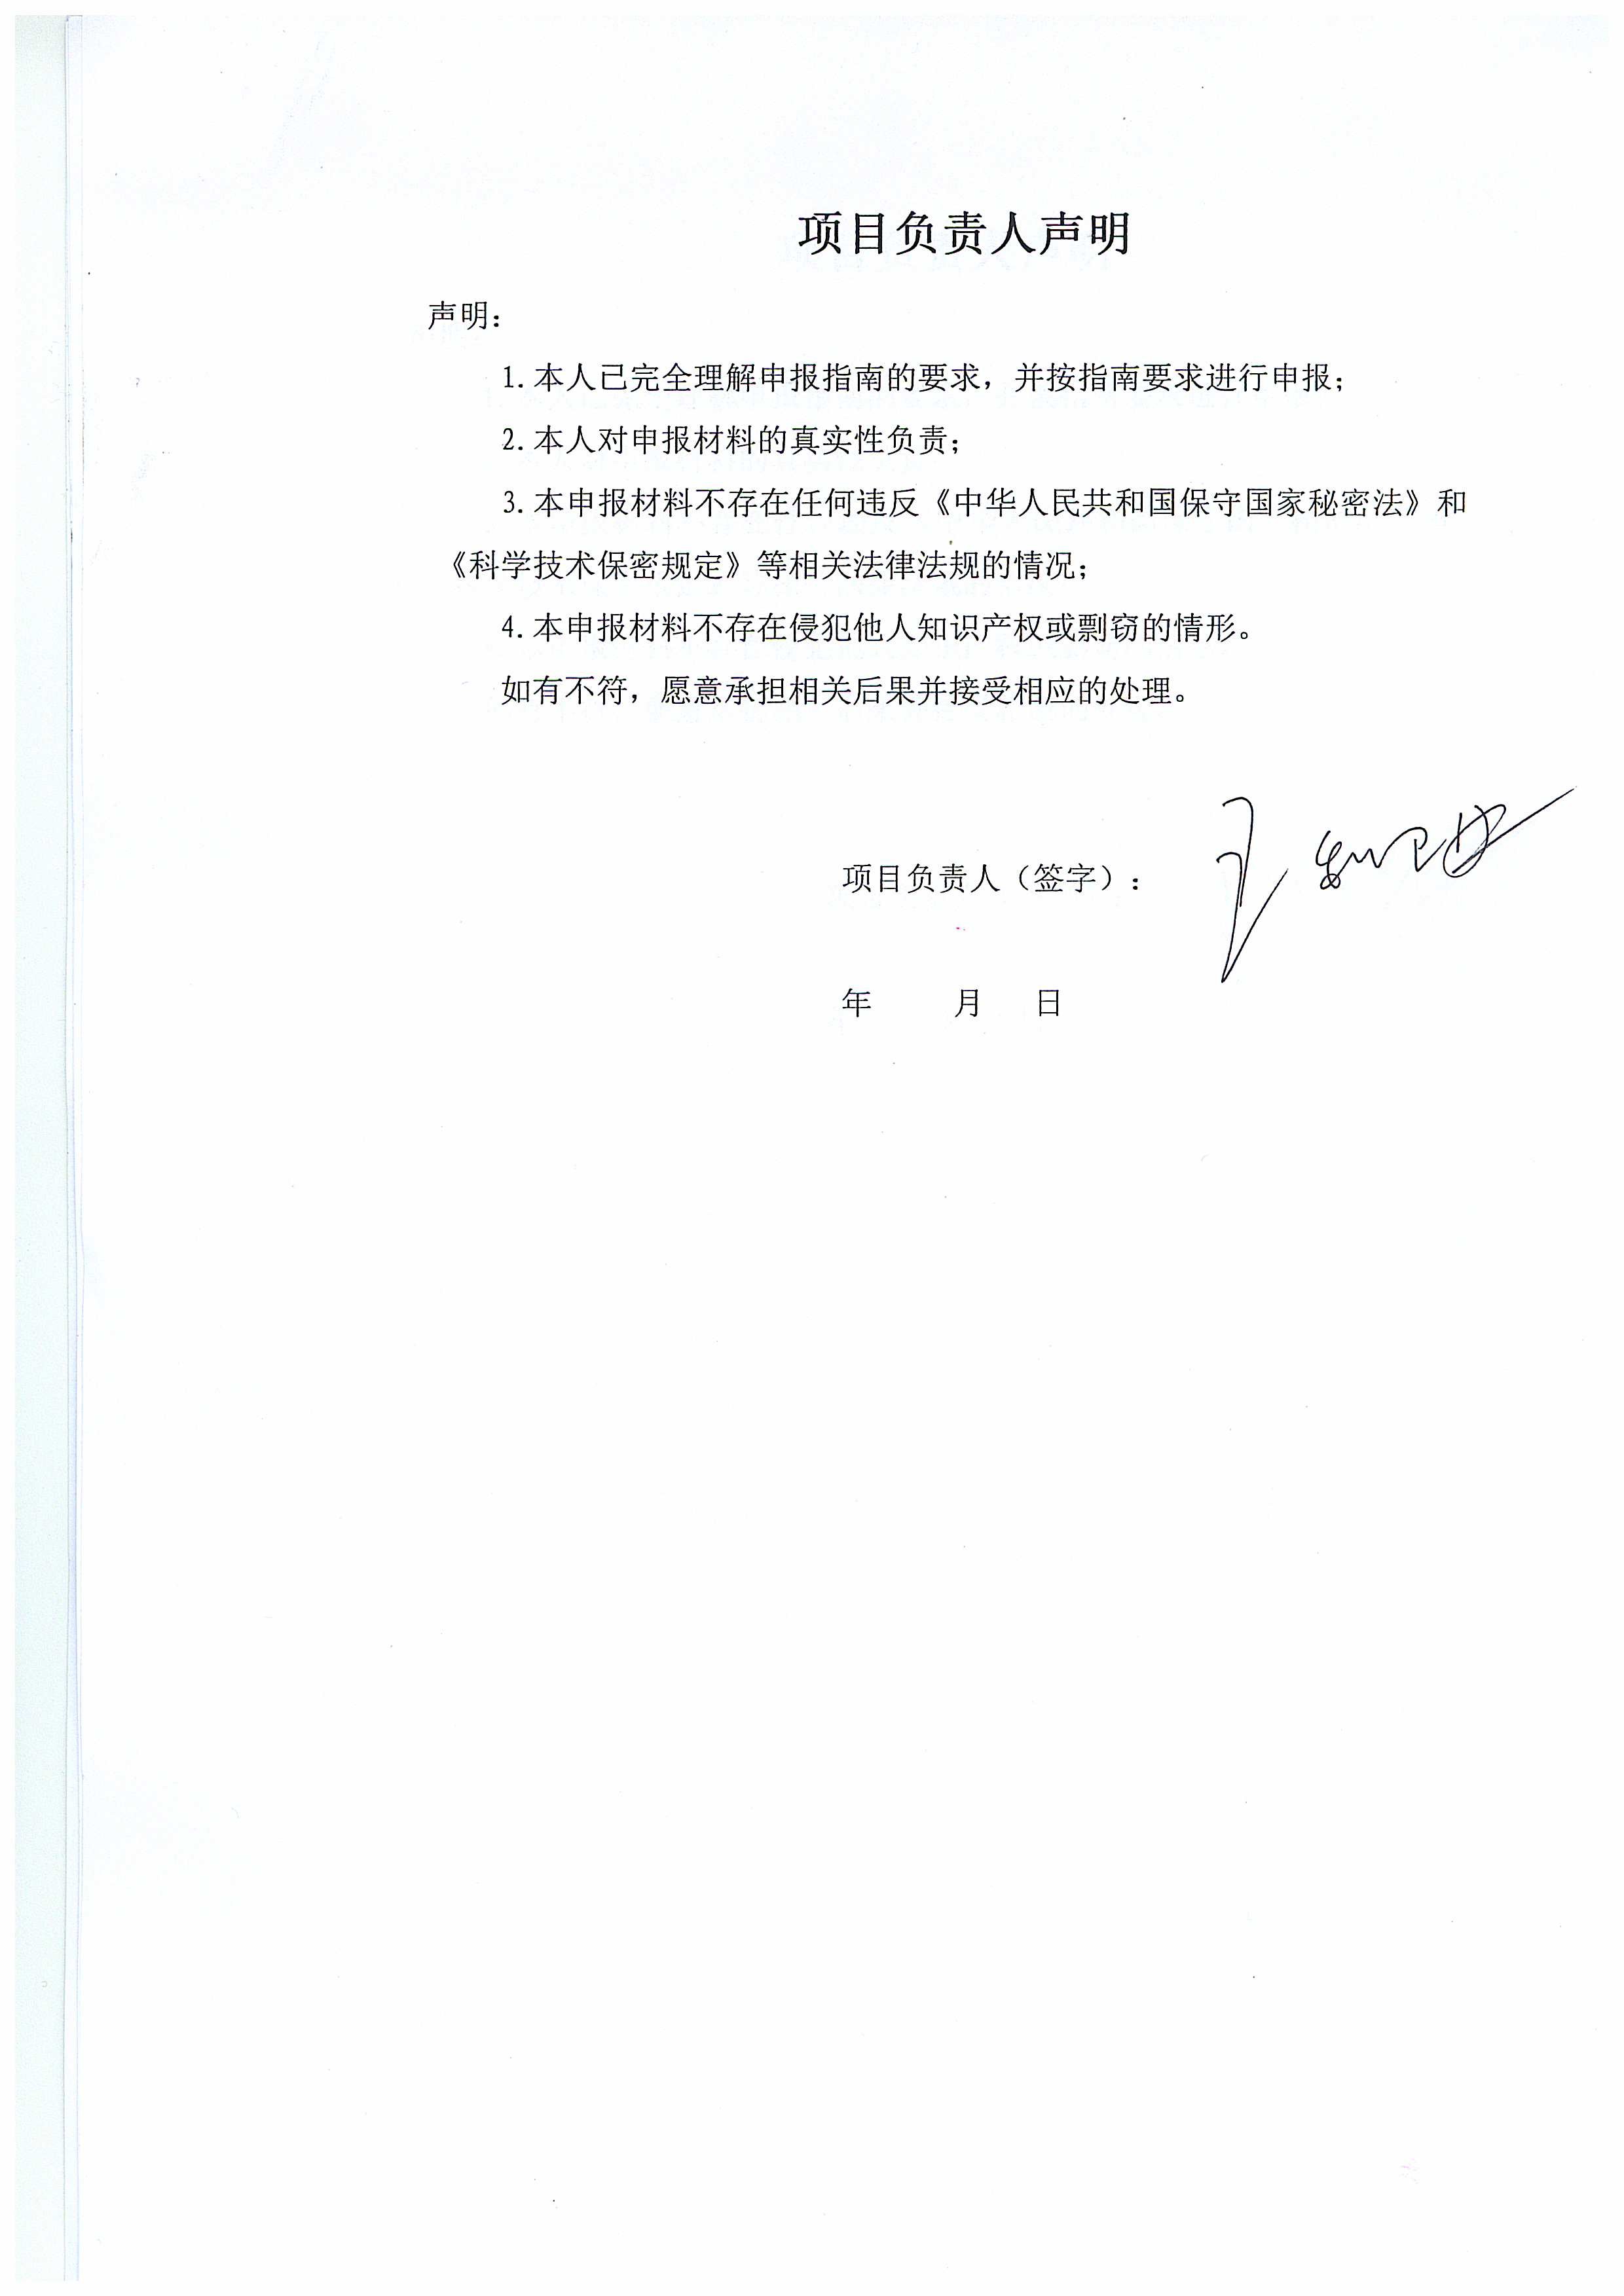 项目负责人声明
声明：
1.本人已完全理解申报指南的要求，并按指南要求进行申报；
2.本人对申报材料的真实性负责；
3.本申报材料不存在任何违反《中华人民共和国保守国家秘密法》和
《科学技术保密规定》等相关法律法规的情况；
4.本申报材料不存在侵犯他人知识产权或剽窃的情形。
如有不符，愿意承担相关后果并接受相应的处理。
项目负责人（签字）：
年 月 日